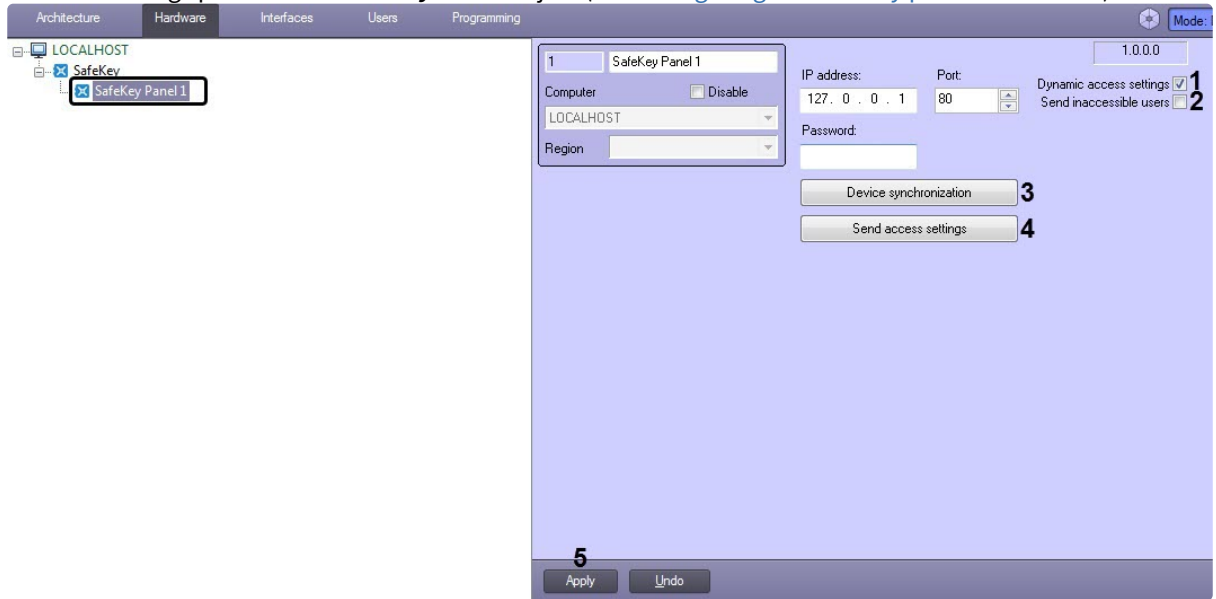 Architecture Hardware Interfaces Users Programming Mode:
LOCALHOST
SafeKey
SafeKey Panel 1
1 SafeKey Panel 1
Computer Disable
LOCALHOST
Region
IP address: Port:
127. 0 . 0 . 1 80
Password:
Device synchronization 3
Send access settings 4
1.0.0.0
Dynamic access settings 1
Send inaccessible users 2
5
Apply Undo